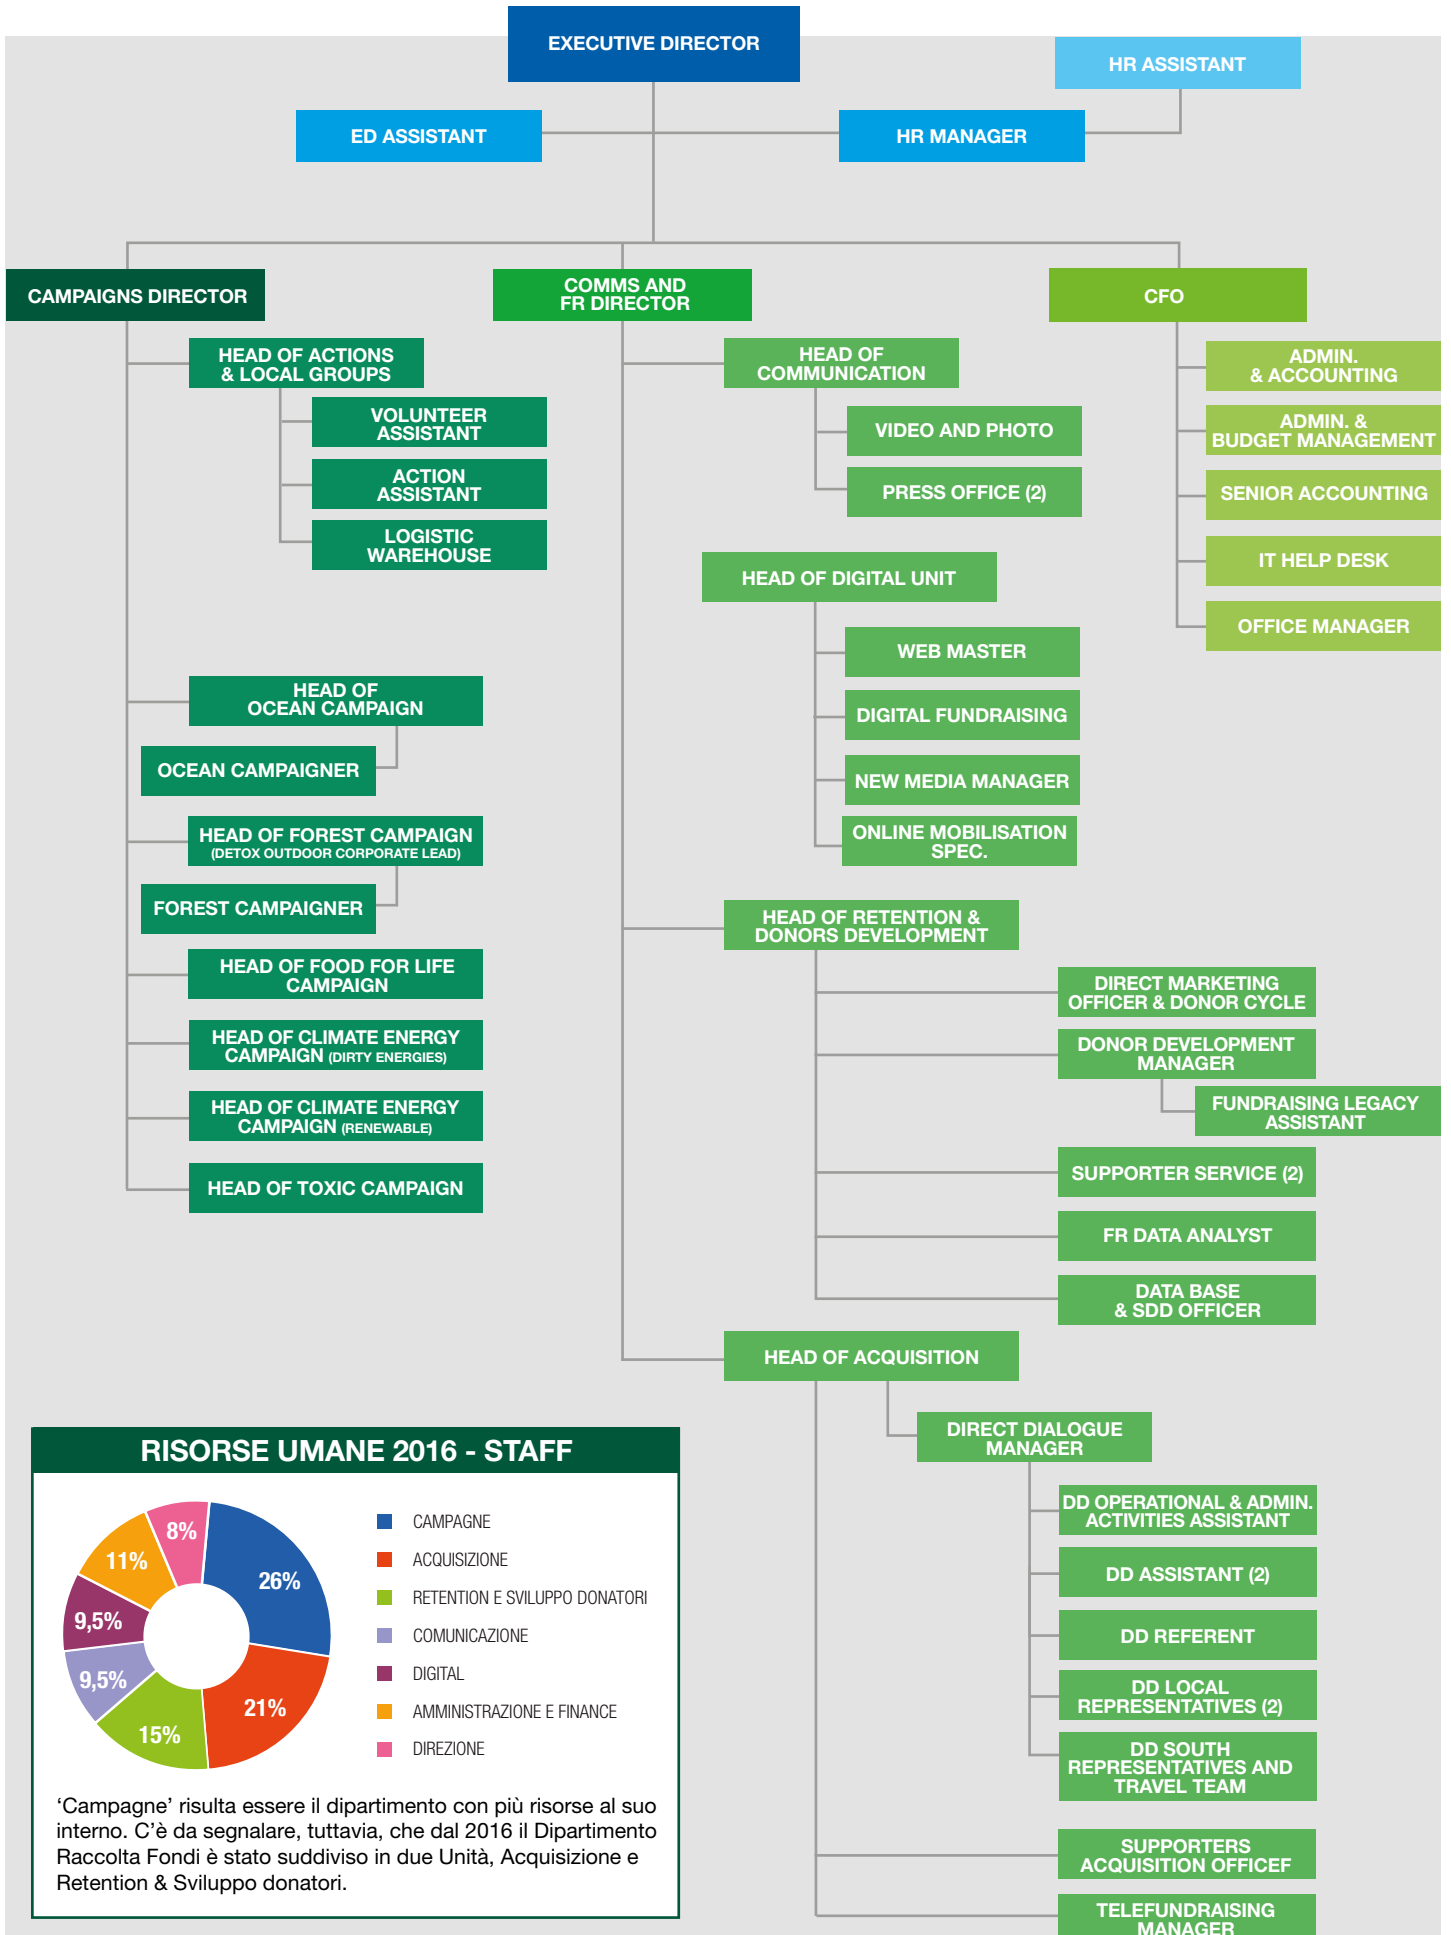 EXECUTIVE DIRECTOR
HR ASSISTANT
ED ASSISTANT
HR MANAGER
CAMPAIGNS DIRECTOR
HEAD OF ACTIONS
& LOCAL GROUPS
VOLUNTEER
ASSISTANT
ACTION
ASSISTANT
LOGISTIC
WAREHOUSE
HEAD OF
OCEAN CAMPAIGN
OCEAN CAMPAIGNER
HEAD OF FOREST CAMPAIGN
(DETOX OUTDOOR CORPORATE LEAD)
FOREST CAMPAIGNER
HEAD OF FOOD FOR LIFE
CAMPAIGN
HEAD OF CLIMATE ENERGY
CAMPAIGN (DIRTY ENERGIES)
HEAD OF CLIMATE ENERGY
CAMPAIGN (RENEWABLE)
HEAD OF TOXIC CAMPAIGN
COMMS AND
FR DIRECTOR
HEAD OF
COMMUNICATION
VIDEO AND PHOTO
PRESS OFFICE (2)
HEAD OF DIGITAL UNIT
WEB MASTER
DIGITAL FUNDRAISING
NEW MEDIA MANAGER
ONLINE MOBILISATION
SPEC.
HEAD OF RETENTION &
DONORS DEVELOPMENT
DIRECT MARKETING
OFFICER & DONOR CYCLE
DONOR DEVELOPMENT
MANAGER
FUNDRAISING LEGACY
ASSISTANT
SUPPORTER SERVICE (2)
FR DATA ANALYST
DATA BASE
& SDD OFFICER
HEAD OF ACQUISITION
DIRECT DIALOGUE
MANAGER
DD OPERATIONAL & ADMIN.
ACTIVITIES ASSISTANT
DD ASSISTANT (2)
DD REFERENT
DD LOCAL
REPRESENTATIVES (2)
DD SOUTH
REPRESENTATIVES AND
TRAVEL TEAM
SUPPORTERS
ACQUISITION OFFICEF
TELEFUNDRAISING
MANAGER
CFO
ADMIN.
& ACCOUNTING
ADMIN. &
BUDGET MANAGEMENT
SENIOR ACCOUNTING
IT HELP DESK
OFFICE MANAGER
RISORSE UMANE 2016 - STAFF
8%
26%
11%
9,5%
9,5%
15%
21%
CAMPAGNE
ACQUISIZIONE
RETENTION E SVILUPPO DONATORI
COMUNICAZIONE
DIGITAL
AMMINISTRAZIONE E FINANCE
DIREZIONE
‘Campagne’ risulta essere il dipartimento con più risorse al suo
interno. C’è da segnalare, tuttavia, che dal 2016 il Dipartimento
Raccolta Fondi è stato suddiviso in due Unità, Acquisizione e
Retention & Sviluppo donatori.